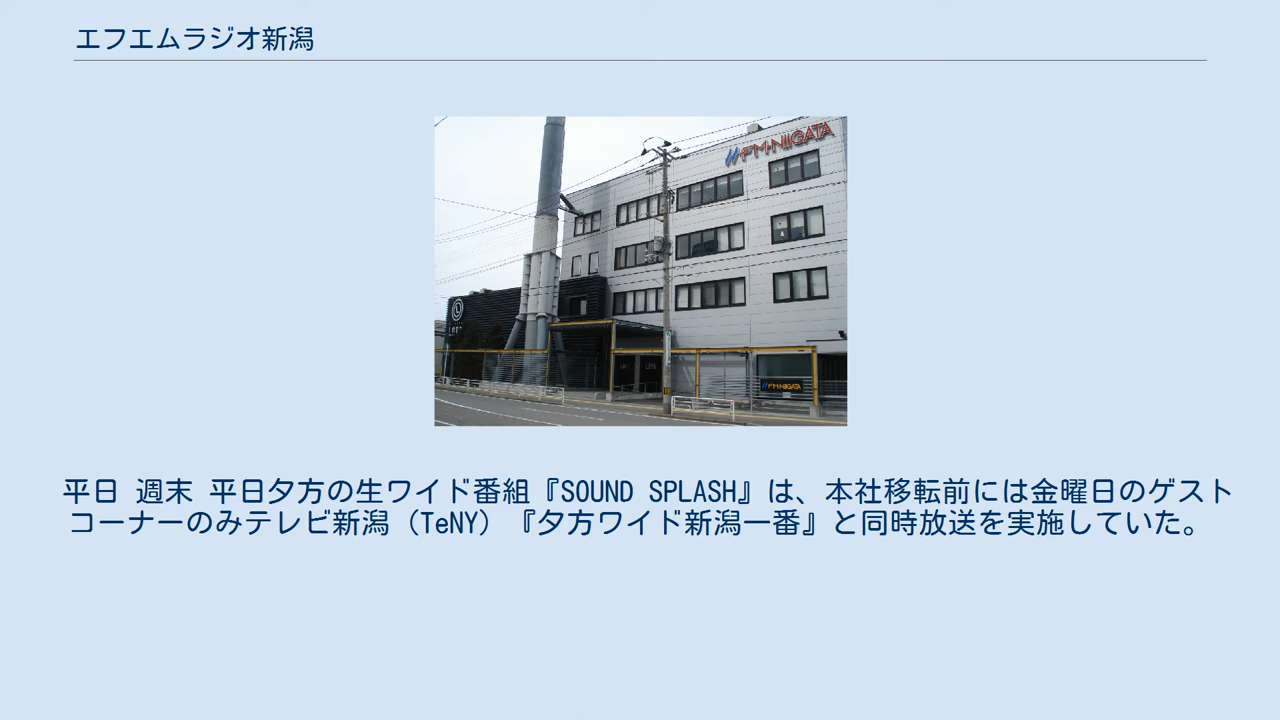 エフエムラジオ新潟
FM-NIIGATA
FM-NIIGATA
平日 週末 平日夕方の生ワイド番組『SOUND SPLASH』は、本社移転前には金曜日のゲスト
コーナーのみテレビ新潟（TeNY）『夕方ワイド新潟一番』と同時放送を実施していた。